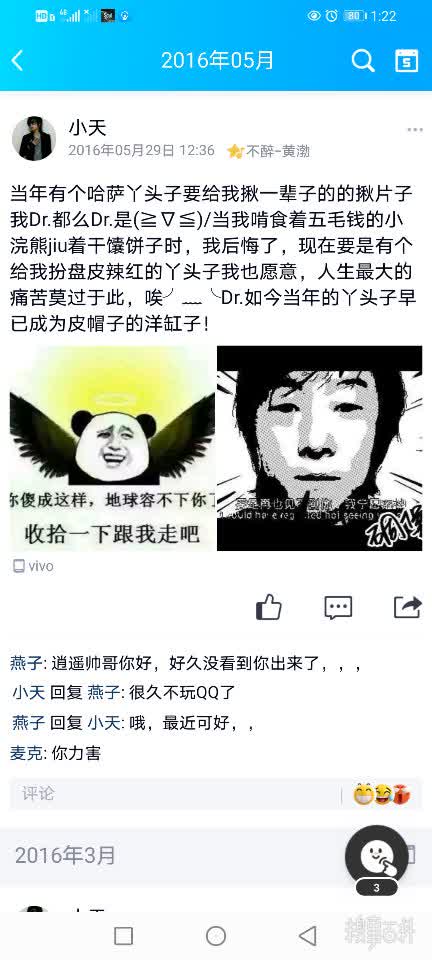 HD 4G 80 1:22
2016年05月 5
小天
2016年05月29日 12:36 不醉-黄渤
当年有个哈萨丫头子要给我揪一辈子的的揪片子
我Dr.都么Dr.是(≧∇≦)/当我啃食着五毛钱的小
浣熊jiu着干馕饼子时，我后悔了，现在要是有个
给我扮盘皮辣红的丫头子我也愿意，人生最大的
痛苦莫过于此，唉╯﹏╰Dr.如今当年的丫头子早
已成为皮帽子的洋缸子！
你傻成这样，地球容不下你了
收拾一下跟我走吧
vivo
燕子: 逍遥帅哥你好，好久没看到你出来了，，，
小天 回复 燕子: 很久不玩QQ了
燕子 回复 小天: 哦，最近可好，，
麦克: 你力害
评论
2016年3月
3
小天